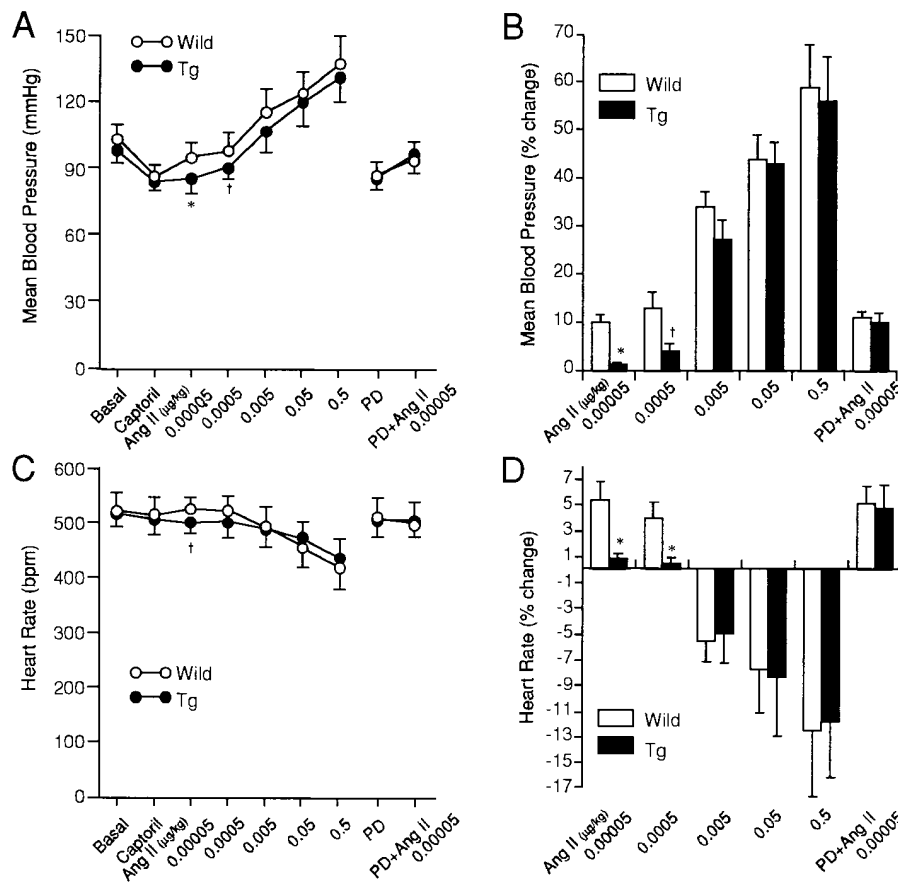 A
Mean Blood Pressure (mmHg)
150
120
90
60
30
0
Wild
Tg
*
†
Basal
Captoril
Ang II (µg/kg)
0.00005
0.0005
0.005
0.05
0.5
PD
PD+Ang II
0.00005
B
Mean Blood Pressure (% change)
70
60
50
40
30
20
10
0
Wild
Tg
*
†
Ang II (µg/kg)
0.00005
0.0005
0.005
0.05
0.5
PD+Ang II
0.00005
C
Heart Rate (bpm)
600
500
400
300
200
100
0
†
Wild
Tg
Basal
Captoril
Ang II (µg/kg)
0.00005
0.0005
0.005
0.05
0.5
PD
PD+Ang II
0.00005
D
Heart Rate (% change)
7
5
3
1
-1
-3
-5
-7
-9
-11
-13
-15
-17
*
*
Wild
Tg
Ang II (µg/kg)
0.00005
0.0005
0.005
0.05
0.5
PD+Ang II
0.00005